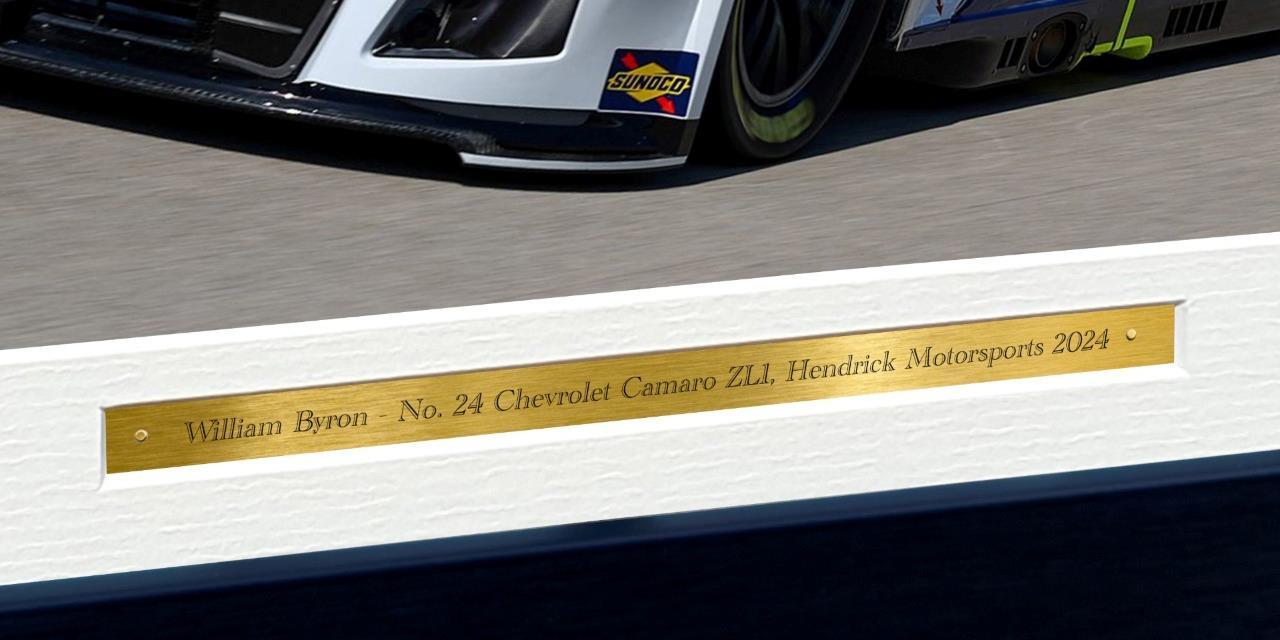 SUNOCO
William Byron - No. 24 Chevrolet Camaro ZL1, Hendrick Motorsports 2024